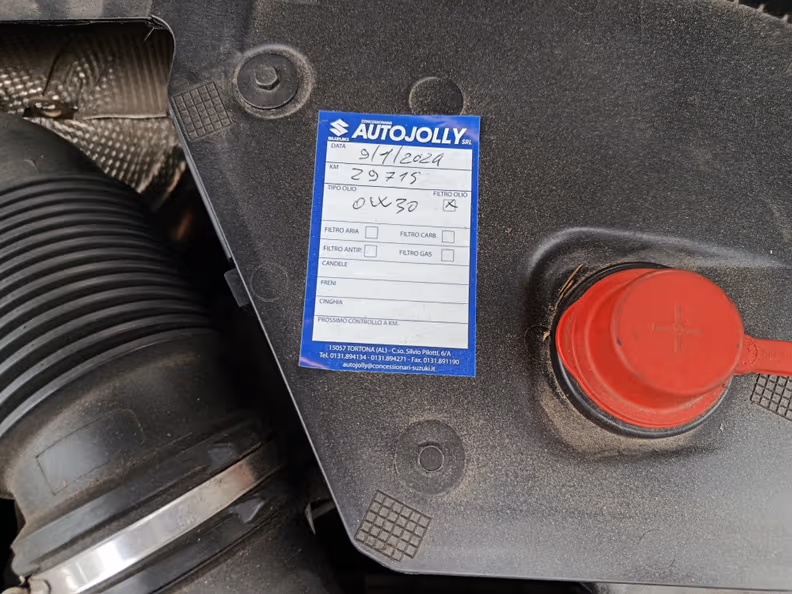 CONCESSIONARIA
SUZUKI AUTOJOLLY SRL
DATA 9/1/2024
KM 29715
TIPO OLIO 0W30 FILTRO OLIO X
FILTRO ARIA FILTRO CARB.
FILTRO ANTIP. FILTRO GAS
CANDELE
FRENI
CINGHIA
PROSSIMO CONTROLLO A KM.
15057 TORTONA (AL) - C.so. Silvio Pilotti, 6/A
Tel. 0131.894134 - 0131.894271 - Fax. 0131.891190
autojolly@concessionari-suzuki.it